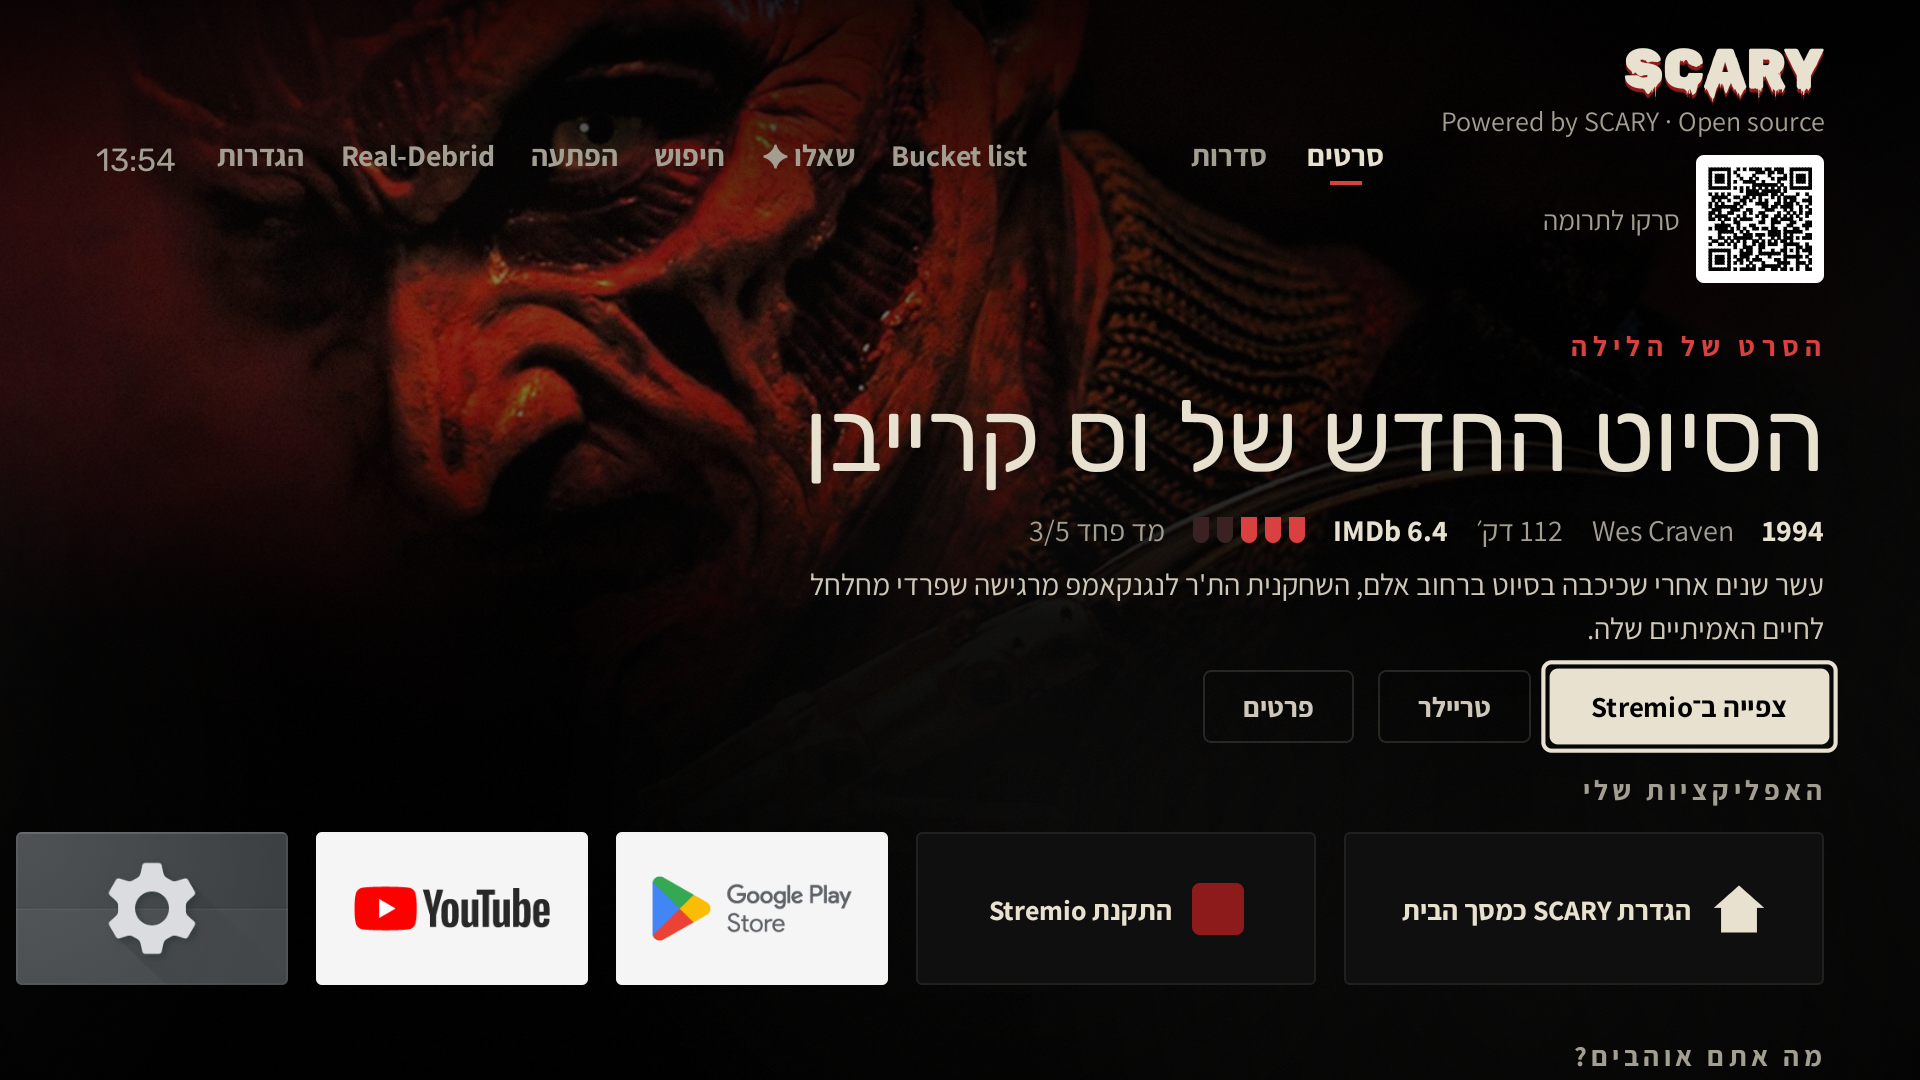 SCARY
Powered by SCARY · Open source
סרטים
סדרות
Bucket list
שאלו
חיפוש
הפתעה
Real-Debrid
הגדרות
13:54
סרקו לתרומה
הסרט של הלילה
הסיוט החדש של וס קרייבן
1994 Wes Craven 112 דק׳ IMDb 6.4 מד פחד 3/5
עשר שנים אחרי שכיכבה בסיוט ברחוב אלם, השחקנית הת'ר לנגנקאמפ מרגישה שפרדי מחלחל
לחיים האמיתיים שלה.
צפייה ב־Stremio
טריילר
פרטים
האפליקציות שלי
הגדרת SCARY כמסך הבית
התקנת Stremio
Google Play
Store
YouTube
מה אתם אוהבים?